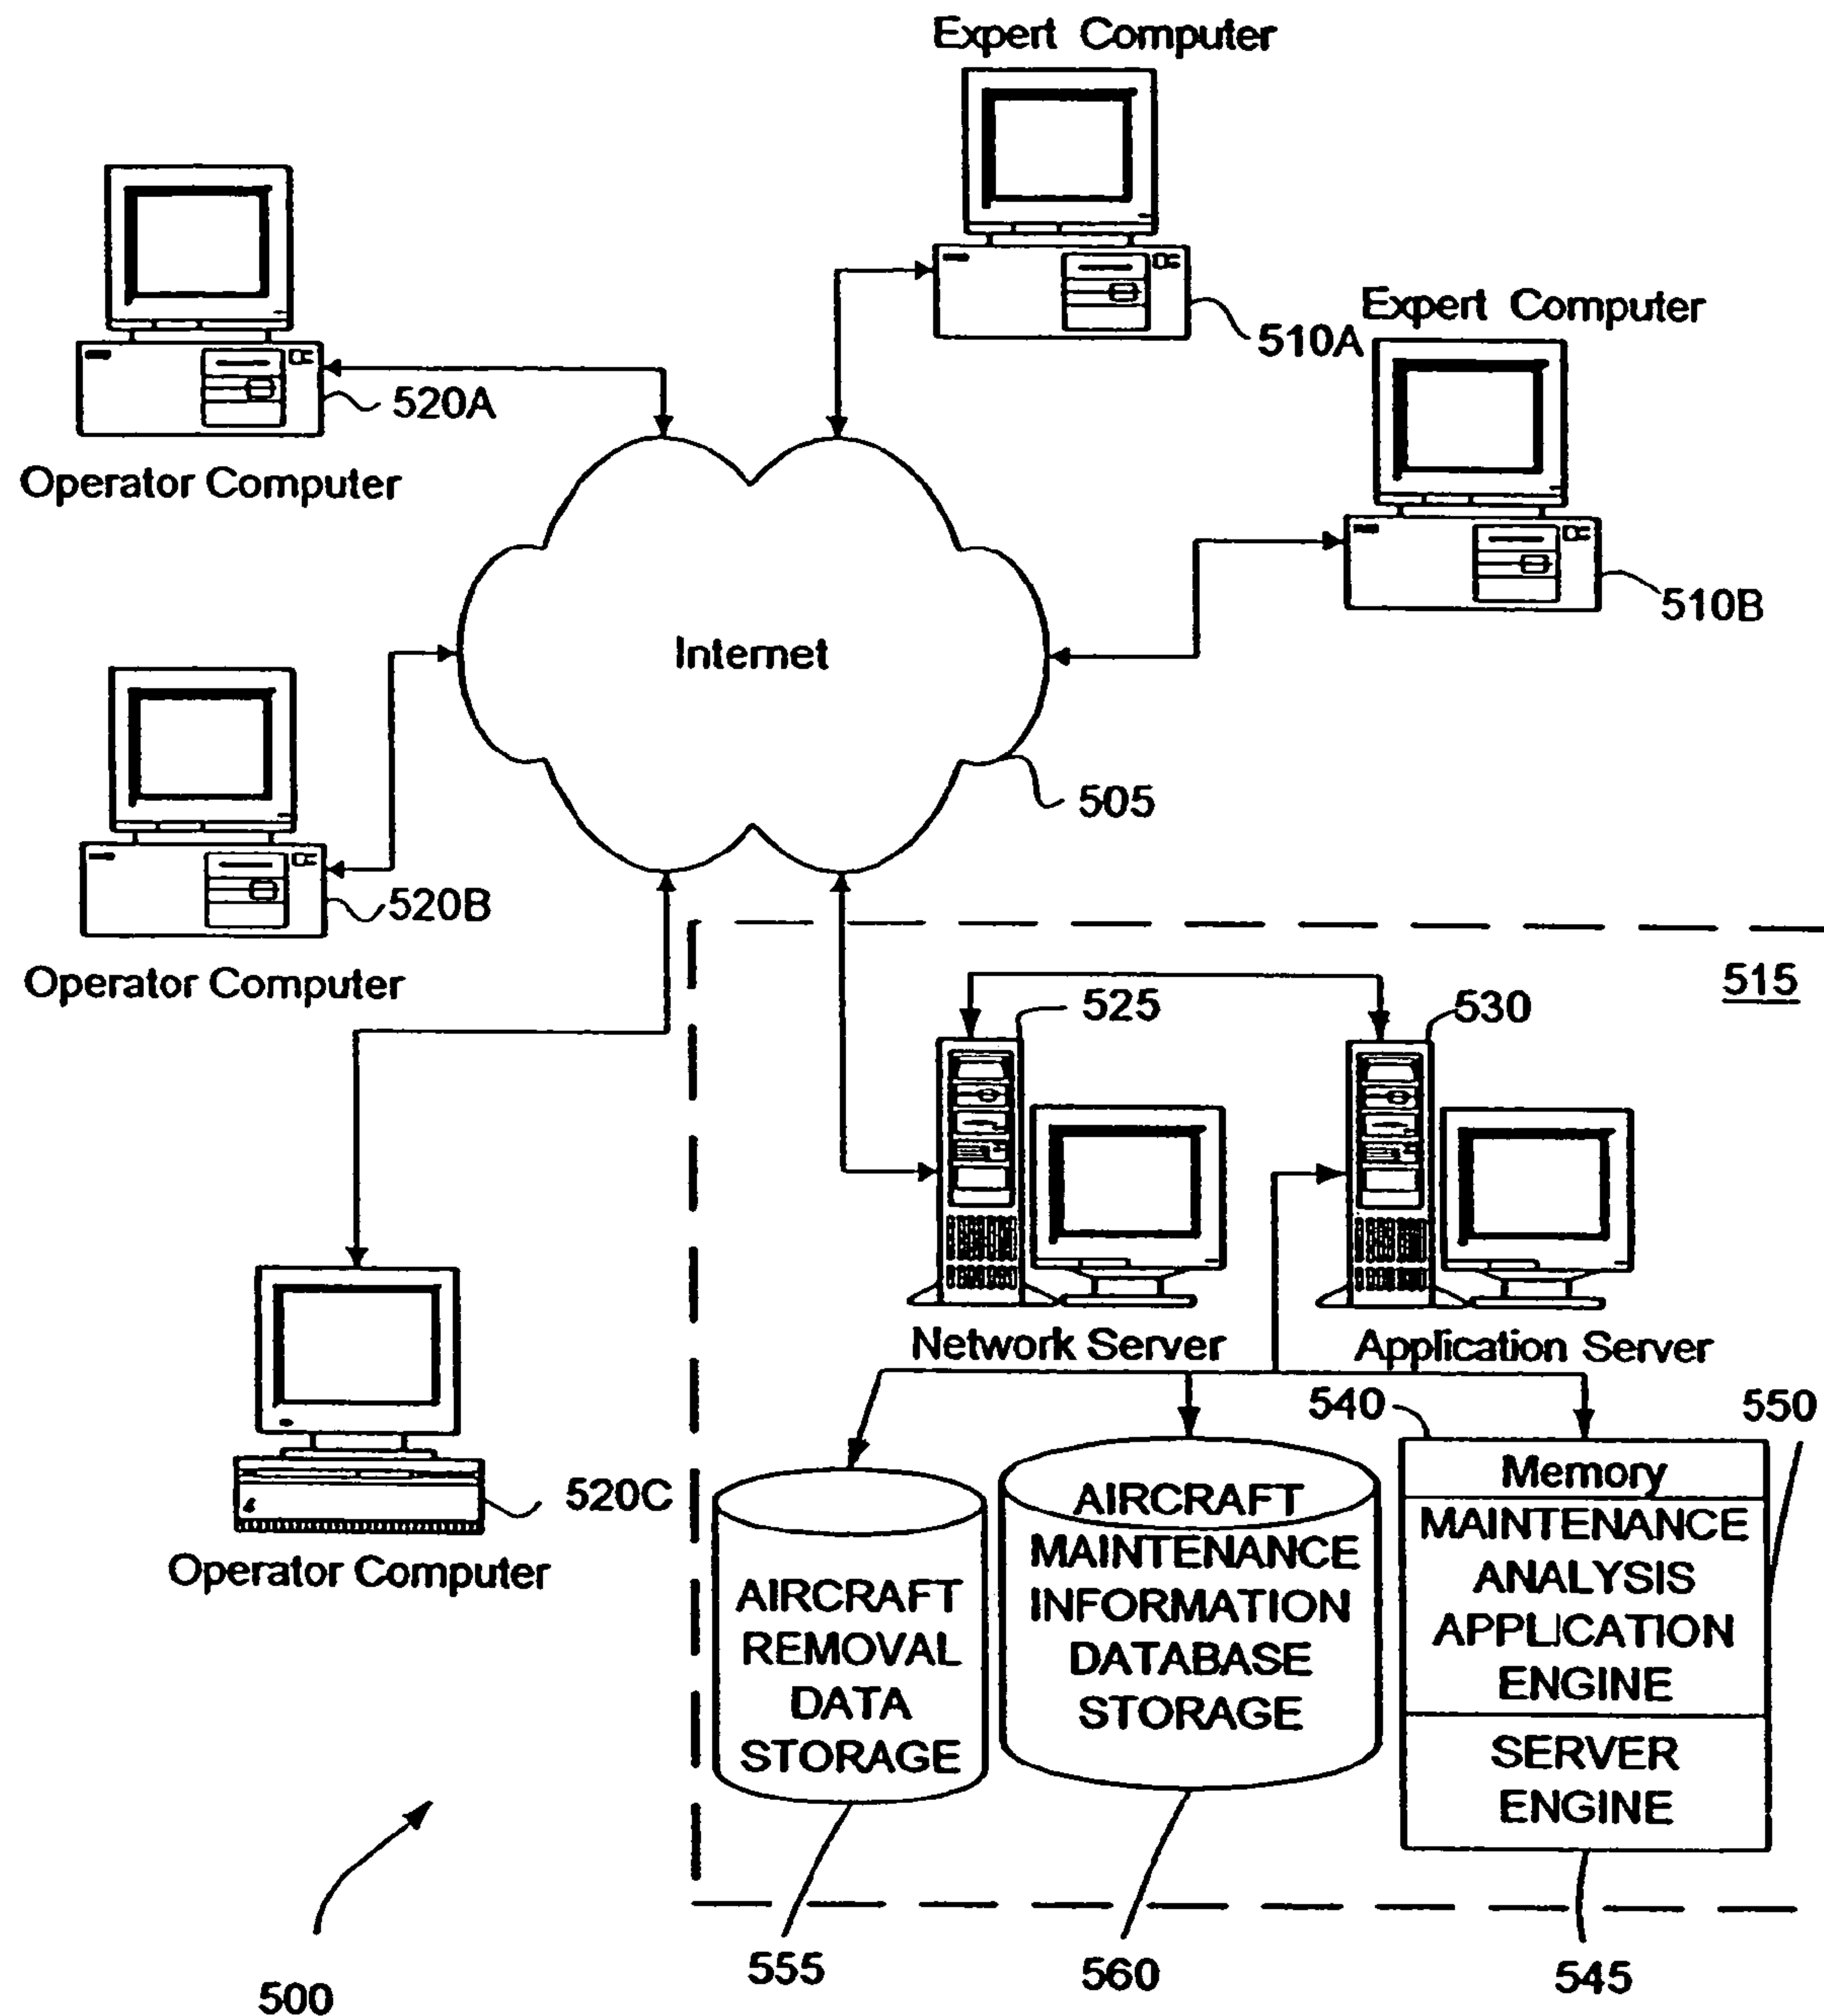 Expert Computer
510A
Expert Computer
510B
520A
Operator Computer
Internet
505
520B
Operator Computer
515
525
530
Network Server
Application Server
520C
Operator Computer
540
550
Memory
MAINTENANCE
ANALYSIS
APPLICATION
ENGINE
SERVER
ENGINE
AIRCRAFT
MAINTENANCE
INFORMATION
DATABASE
STORAGE
AIRCRAFT
REMOVAL
DATA
STORAGE
555
560
545
500